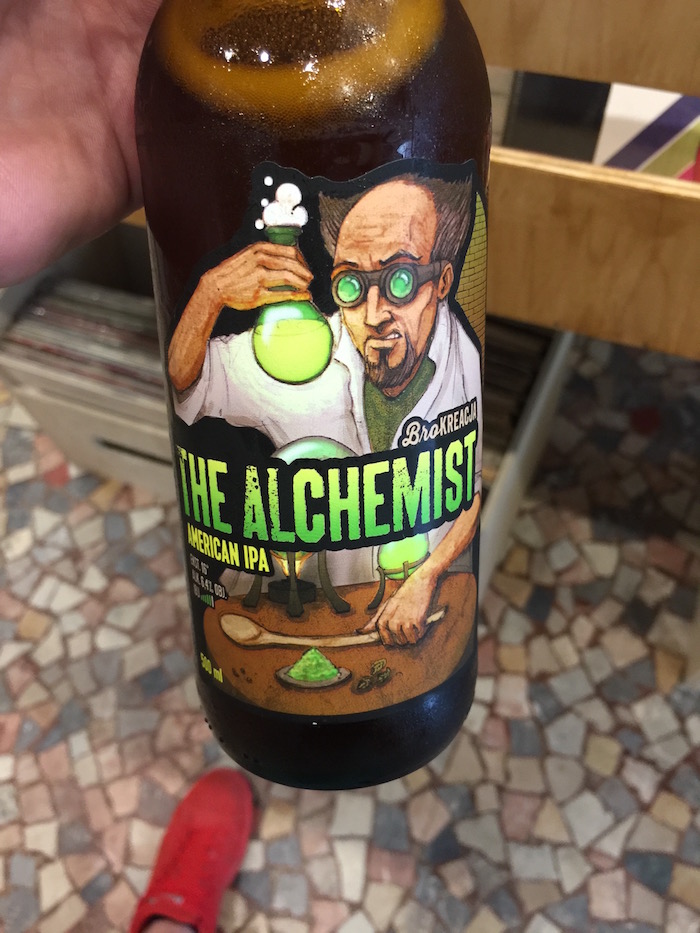 BroKREACJA
THE ALCHEMIST
AMERICAN IPA
500 ml